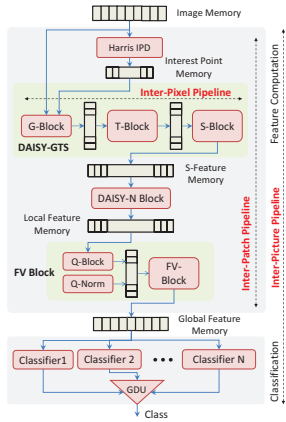 Image Memory
Harris IPD
Interest Point
Memory
Inter-Pixel Pipeline
G-Block
T-Block
S-Block
DAISY-GTS
S-Feature
Memory
DAISY-N Block
Local Feature
Memory
Q-Block
Q-Norm
FV Block
FV-
Block
Global Feature
Memory
Classifier1
Classifier 2
•••
Classifier N
GDU
Class
Inter-Patch Pipeline
Inter-Picture Pipeline
Feature Computation
Classification